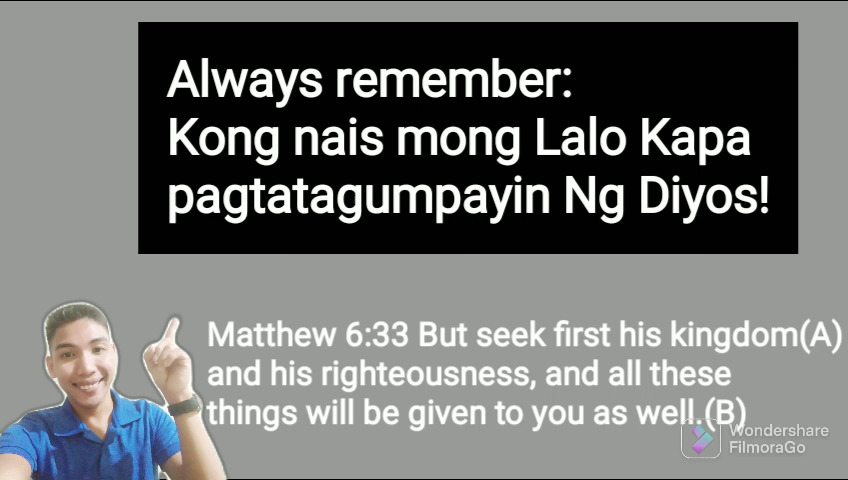 Always remember:
Kong nais mong Lalo Kapa
pagtatagumpayin Ng Diyos!
Matthew 6:33 But seek first his kingdom(A)
and his righteousness, and all these
things will be given to you as well.(B)
Wondershare
FilmoraGo